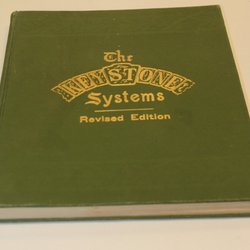 The
KEYSTONE
Systems
Revised Edition